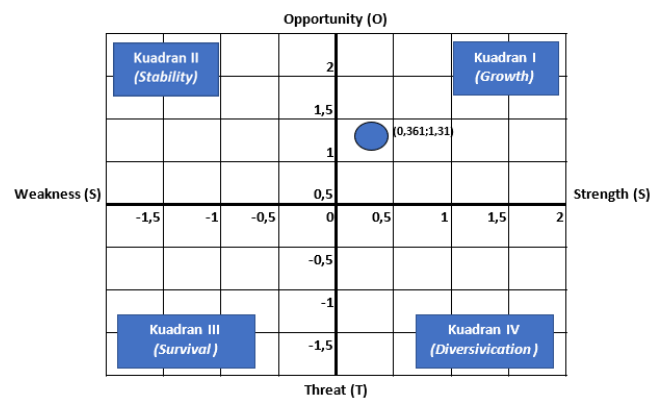 Opportunity (O)
Kuadran II
(Stability)
Kuadran I
(Growth)
2
1,5
(0,361;1,31)
1
Weakness (S)
0,5
Strength (S)
-1,5
-1
-0,5
0
0,5
1
1,5
2
-0,5
-1
Kuadran III
(Survival )
Kuadran IV
(Diversivication )
-1,5
Threat (T)